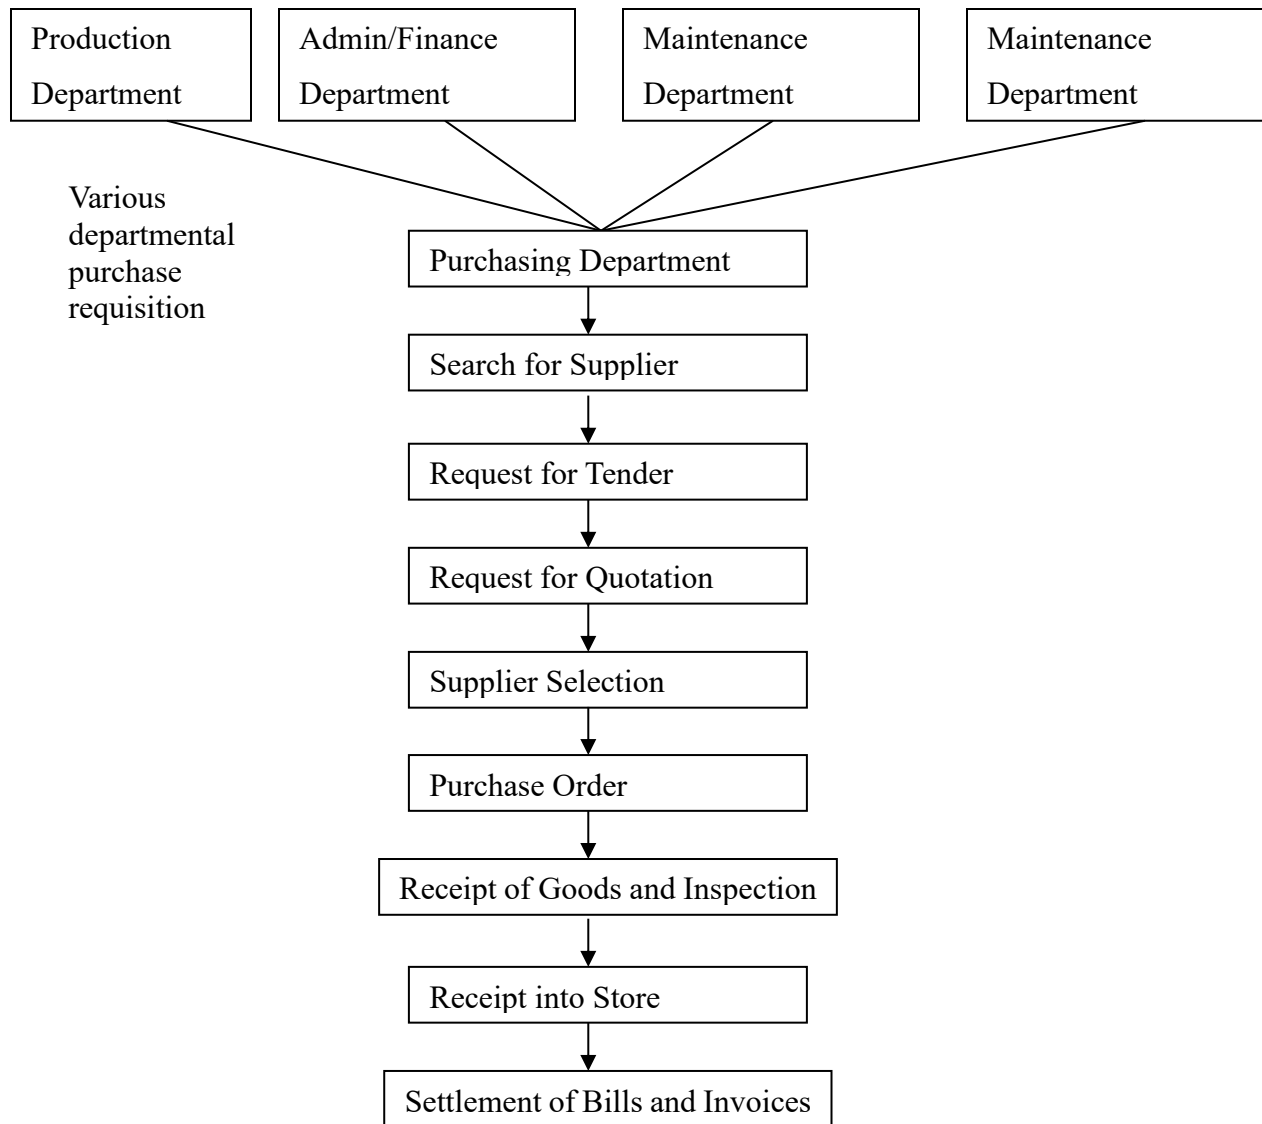 Production
Department
Admin/Finance
Department
Maintenance
Department
Maintenance
Department
Various
departmental
purchase
requisition
Purchasing Department
Search for Supplier
Request for Tender
Request for Quotation
Supplier Selection
Purchase Order
Receipt of Goods and Inspection
Receipt into Store
Settlement of Bills and Invoices